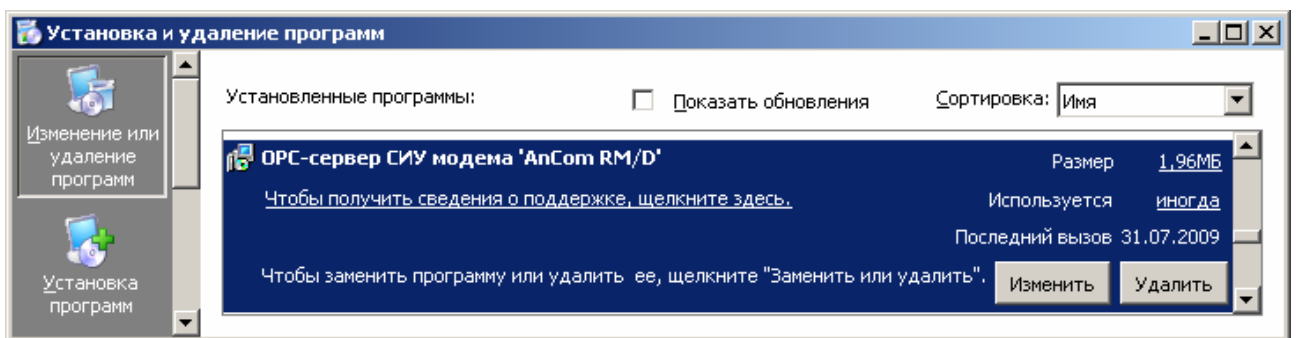 Установка и удаление программ
Изменение или
удаление
программ
Установка
программ
Установленные программы:
Показать обновления
Сортировка: Имя
OPC-сервер СИУ модема 'AnCom RM/D'
Размер 1,96МБ
Чтобы получить сведения о поддержке, щелкните здесь.
Используется иногда
Последний вызов 31.07.2009
Чтобы заменить программу или удалить ее, щелкните "Заменить или удалить".
Изменить Удалить